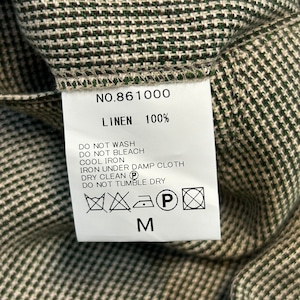 NO.861000
LINEN 100%
DO NOT WASH
DO NOT BLEACH
COOL IRON
IRON UNDER DAMP CLOTH
DRY CLEAN Ⓟ
DO NOT TUMBLE DRY
P
M